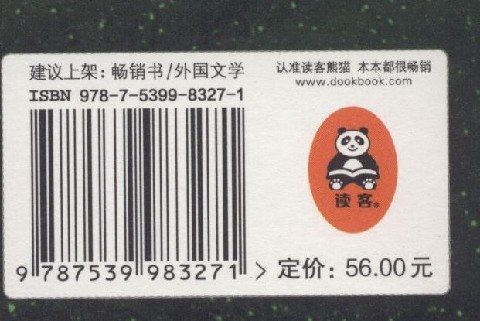 建议上架：畅销书/外国文学
ISBN 978-7-5399-8327-1
认准读客熊猫 本本都很畅销
www.dookbook.com
读客®
9 787539 983271 >
定价：56.00元